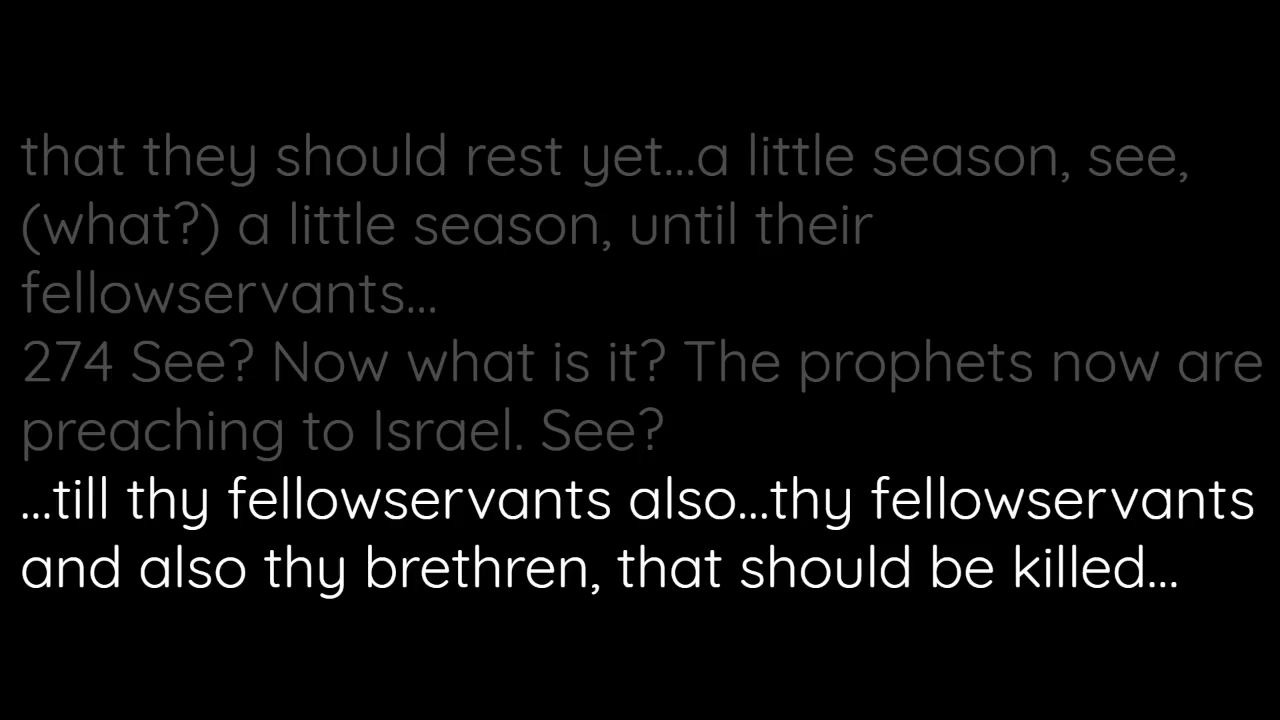 that they should rest yet...a little season, see,
(what?) a little season, until their
fellowservants...
274 See? Now what is it? The prophets now are
preaching to Israel. See?
...till thy fellowservants also...thy fellowservants
and also thy brethren, that should be killed...